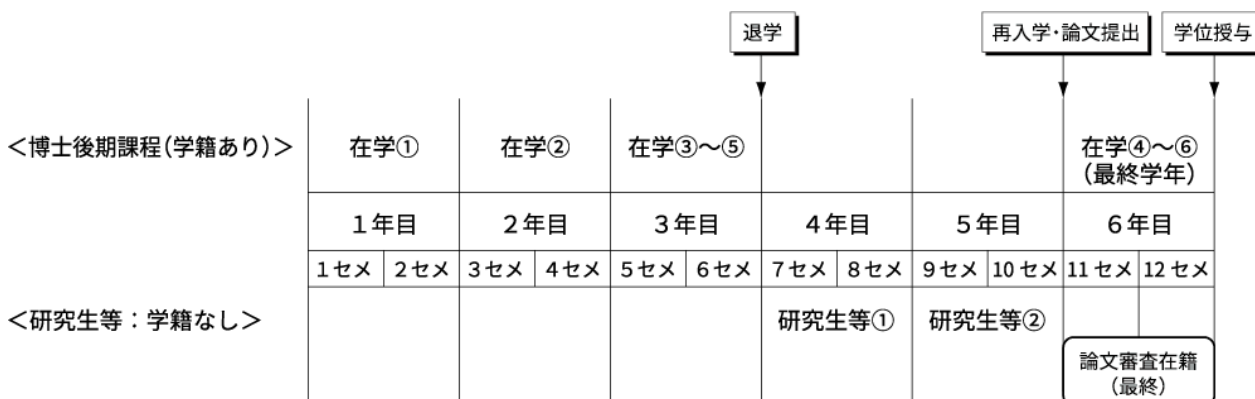 退学
再入学・論文提出
学位授与
＜博士後期課程（学籍あり）＞
在学①
在学②
在学③～⑤
在学④～⑥
（最終学年）
１年目
２年目
３年目
４年目
５年目
６年目
１セメ
２セメ
３セメ
４セメ
５セメ
６セメ
７セメ
８セメ
９セメ
10 セメ
11 セメ
12 セメ
＜研究生等：学籍なし＞
研究生等①
研究生等②
論文審査在籍
（最終）